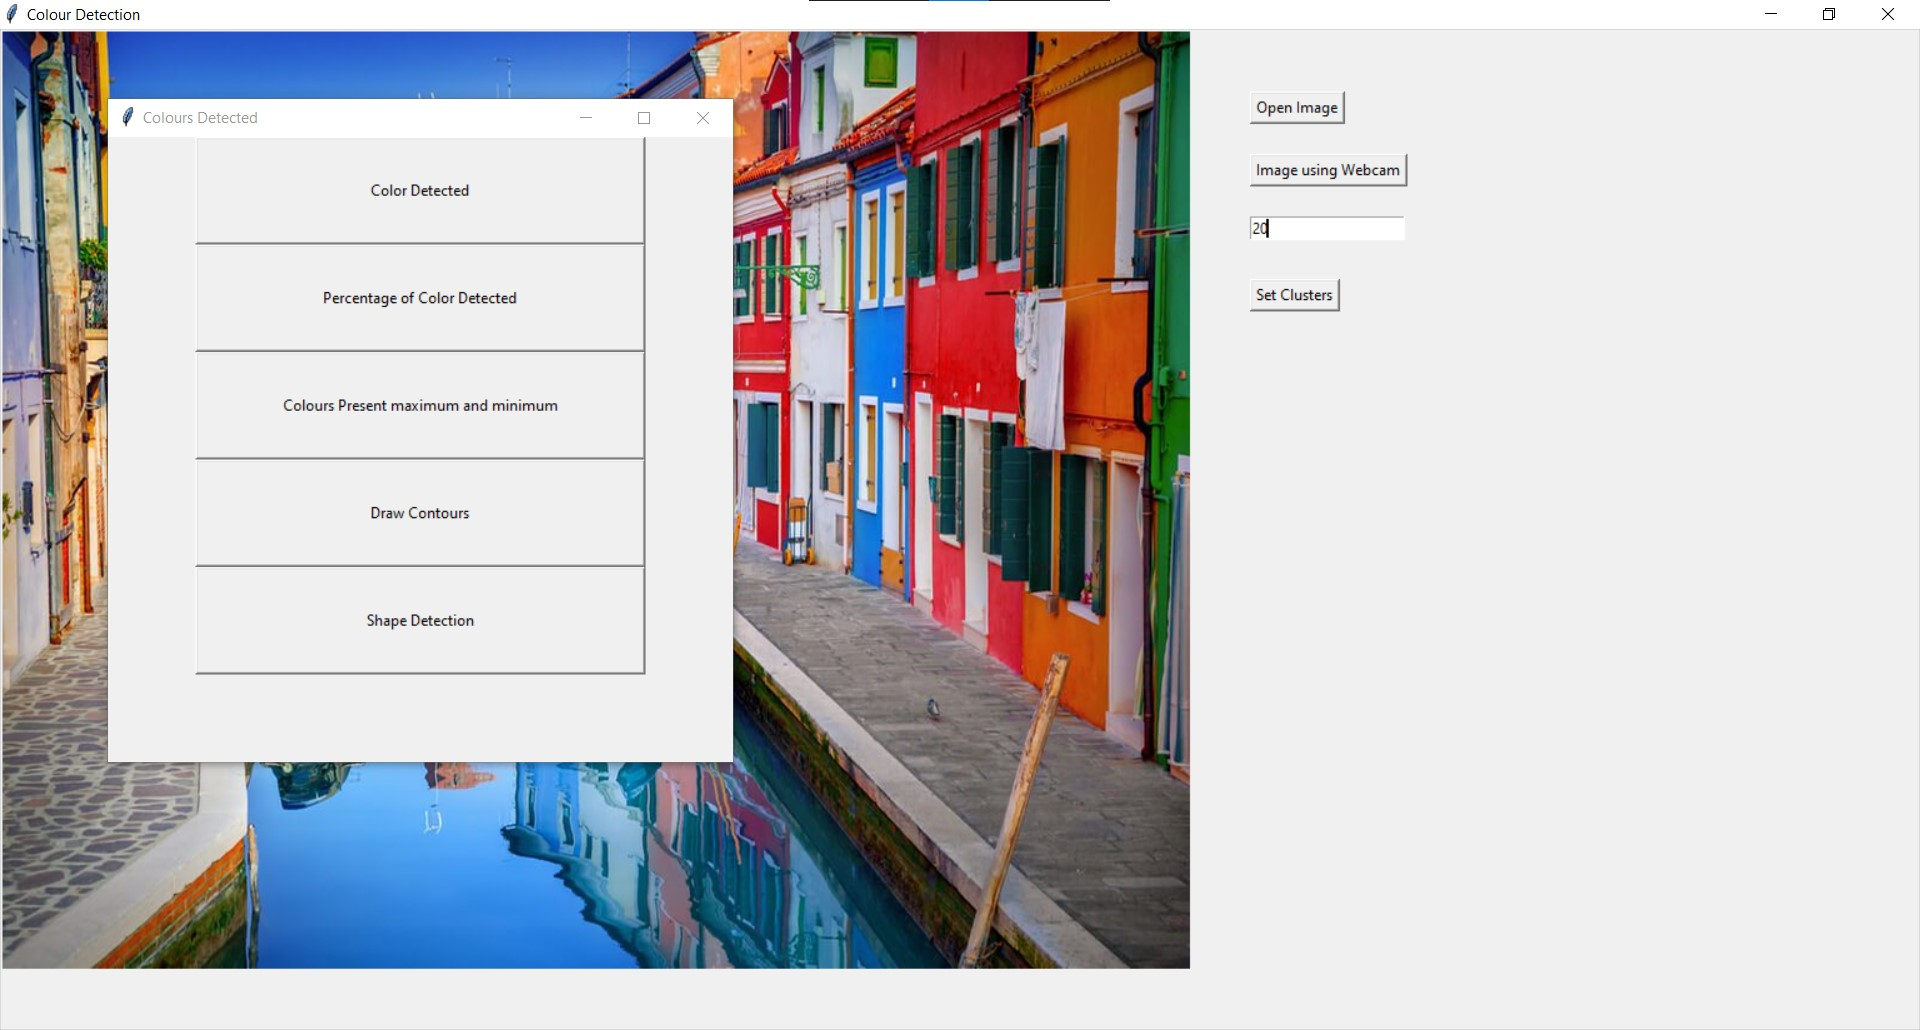 Colour Detection
Colours Detected
Color Detected
Percentage of Color Detected
Colours Present maximum and minimum
Draw Contours
Shape Detection
Open Image
Image using Webcam
20
Set Clusters